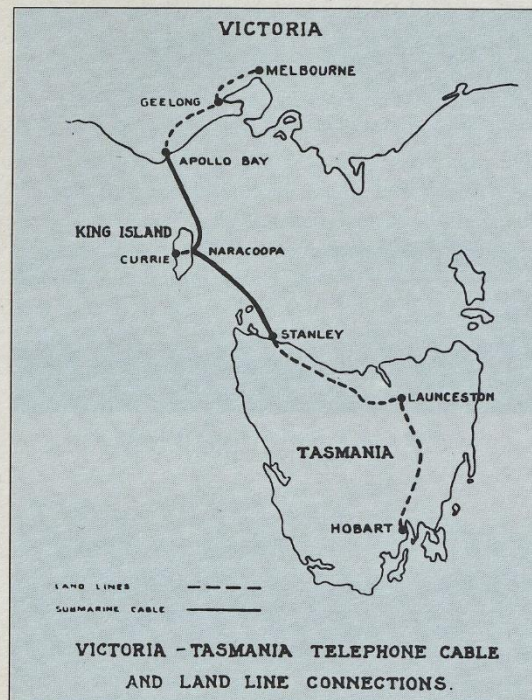 VICTORIA
MELBOURNE
GEELONG
APOLLO BAY
KING ISLAND
CURRIE
NARACOOPA
STANLEY
LAUNCESTON
TASMANIA
HOBART
LAND LINES
SUBMARINE CABLE
VICTORIA - TASMANIA TELEPHONE CABLE
AND LAND LINE CONNECTIONS.